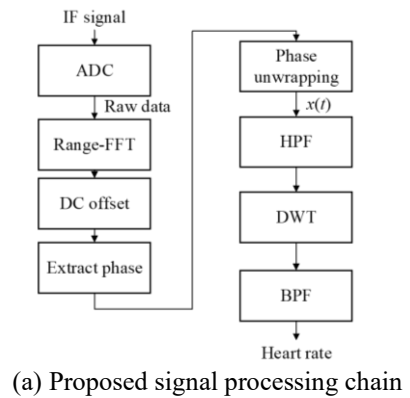 IF signal
ADC
Raw data
Range-FFT
DC offset
Extract phase
Phase
unwrapping
x(t)
HPF
DWT
BPF
Heart rate
(a) Proposed signal processing chain